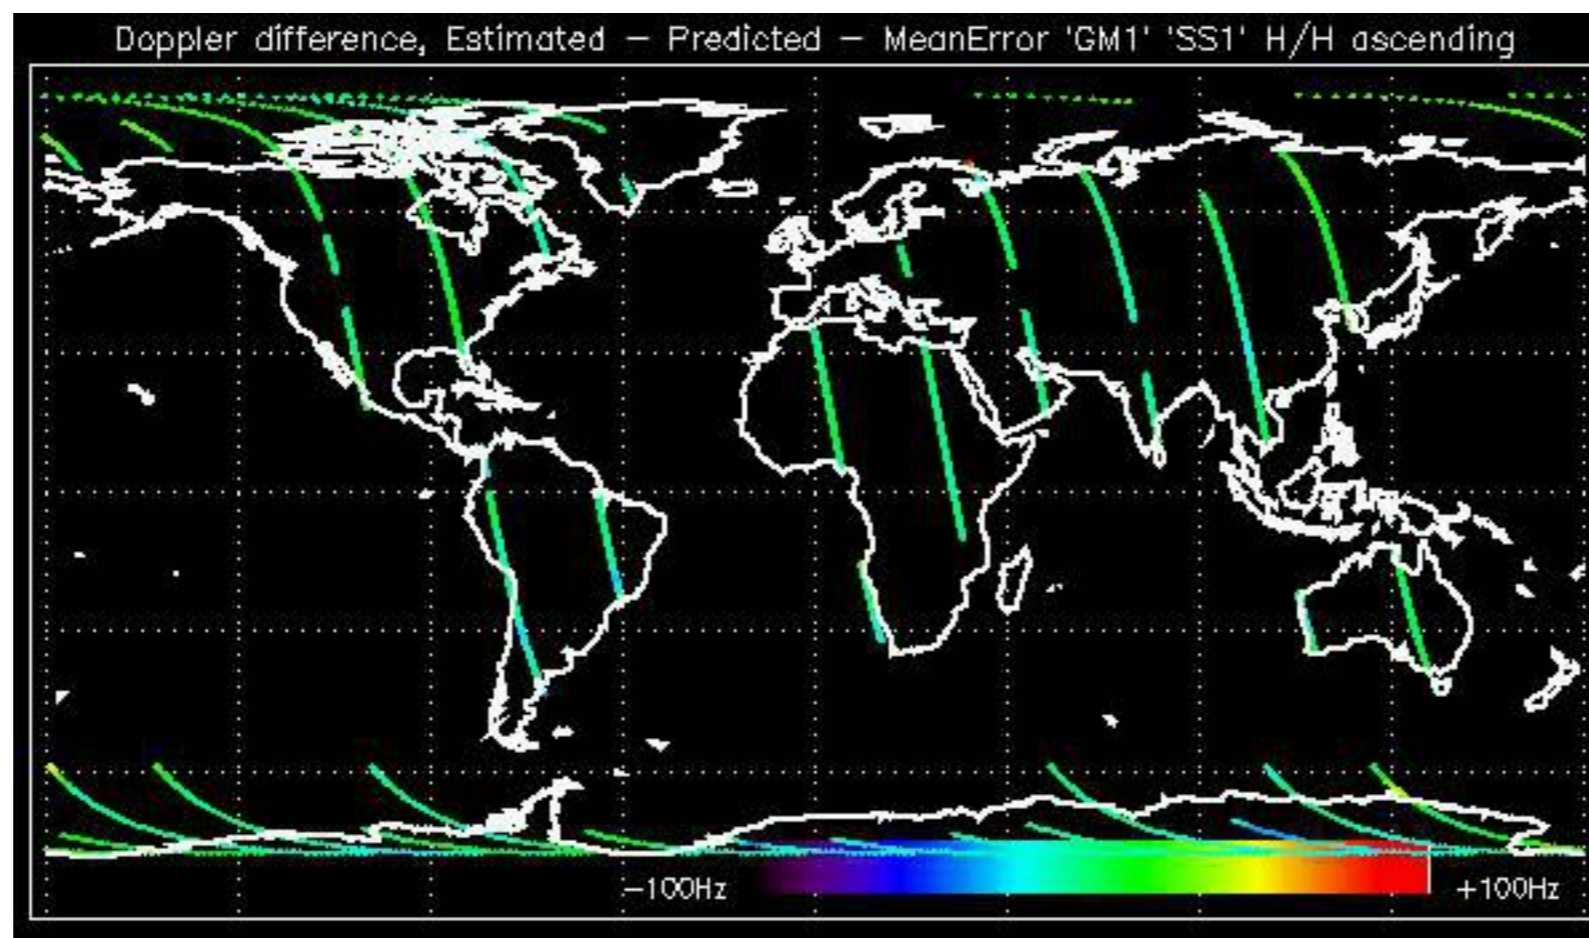 Doppler difference, Estimated – Predicted – MeanError 'GM1' 'SS1' H/H ascending
–100Hz
+100Hz